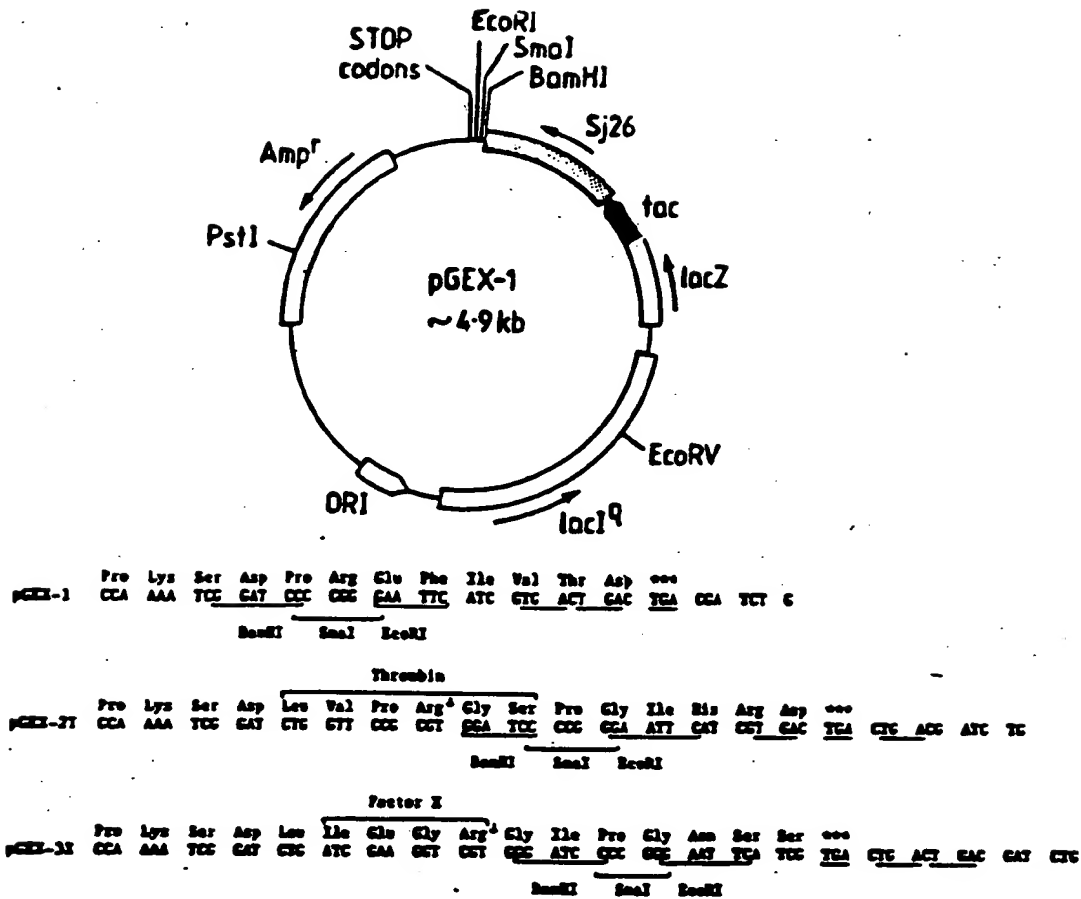 EcoRI
STOP codons
SmaI
BamHI
Sj26
Ampʳ
tac
PstI
lacZ
pGEX-1
~4·9kb
EcoRV
ORI
lacI^q
Pro Lys Ser Asp Pro Arg Glu Phe Ile Val Thr Asp ***
pGEX-1 CCA AAA TCG GAT CCC CGG GAA TTC ATC GTC ACT GAC TGA CGA TCT G
BamHI SmaI EcoRI
Thrombin
Pro Lys Ser Asp Leu Val Pro Arg Gly Ser Pro Gly Ile His Arg Asp ***
pGEX-2T CCA AAA TCG GAT CTG GTT CCG CGT GGA TCC CCG GGA ATT CAT CGT GAC TGA CTG ACG ATC TG
BamHI SmaI EcoRI
Factor X
Pro Lys Ser Asp Leu Ile Glu Gly Arg Gly Ile Pro Gly Asn Ser Ser ***
pGEX-3X CCA AAA TCG GAT CTG ATC GAA GGT CGT GGG ATC CCC GGG AAT TCA TCG TGA CTG ACT GAC GAT CTG
BamHI SmaI EcoRI